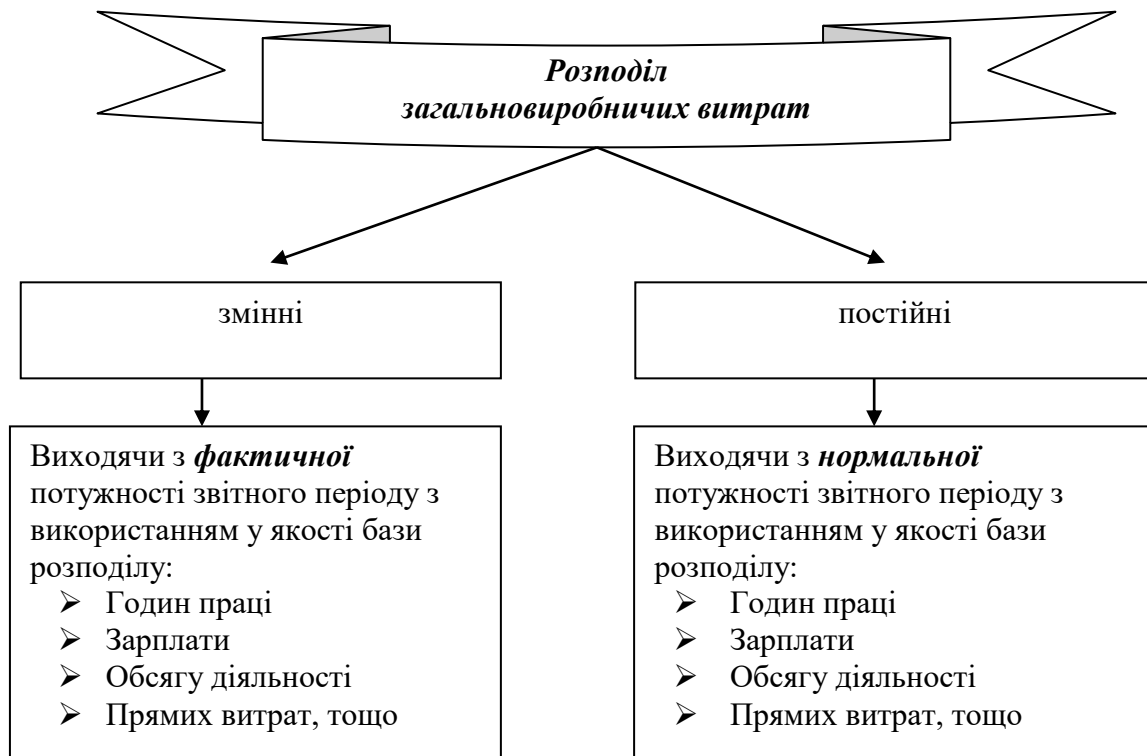 Розподіл
загальновиробничих витрат
змінні
постійні
Виходячи з фактичної
потужності звітного періоду з
використанням у якості бази
розподілу:
➢ Годин праці
➢ Зарплати
➢ Обсягу діяльності
➢ Прямих витрат, тощо
Виходячи з нормальної
потужності звітного періоду з
використанням у якості бази
розподілу:
➢ Годин праці
➢ Зарплати
➢ Обсягу діяльності
➢ Прямих витрат, тощо